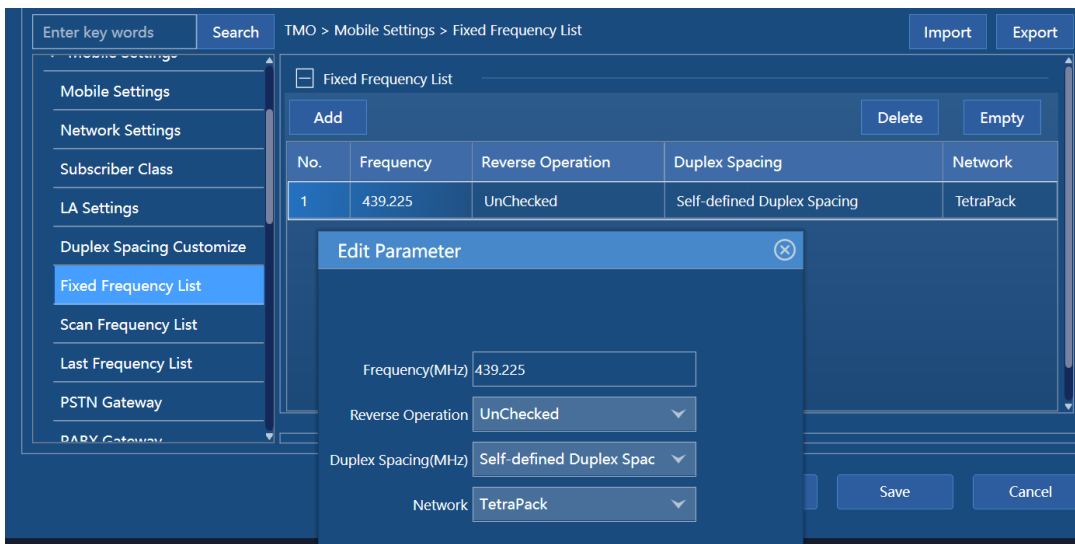 Enter key words Search TMO > Mobile Settings > Fixed Frequency List Import Export
Mobile Settings
Mobile Settings
Network Settings
Subscriber Class
LA Settings
Duplex Spacing Customize
Fixed Frequency List
Scan Frequency List
Last Frequency List
PSTN Gateway
PABX Gateway
Fixed Frequency List
Add Delete Empty
No. Frequency Reverse Operation Duplex Spacing Network
1 439.225 UnChecked Self-defined Duplex Spacing TetraPack
Edit Parameter
Frequency(MHz) 439.225
Reverse Operation UnChecked
Duplex Spacing(MHz) Self-defined Duplex Spac
Network TetraPack
Save Cancel